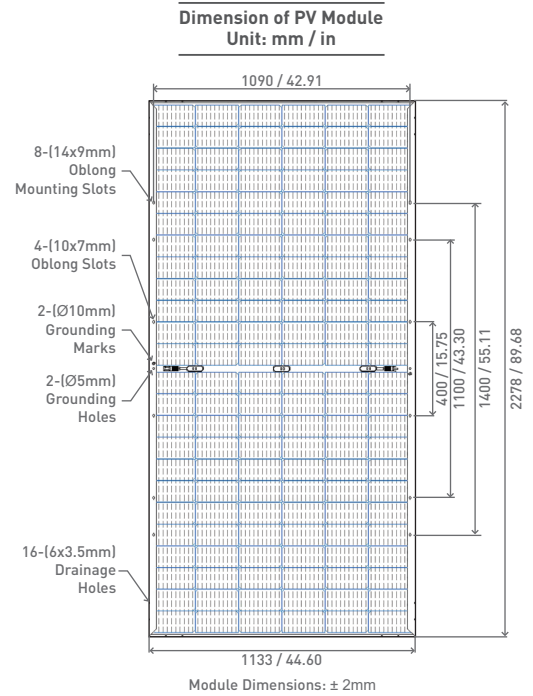 Dimension of PV Module
Unit: mm / in
1090 / 42.91
8-(14x9mm)
Oblong
Mounting Slots
4-(10x7mm)
Oblong Slots
2-(Ø10mm)
Grounding
Marks
2-(Ø5mm)
Grounding
Holes
16-(6x3.5mm)
Drainage
Holes
400 / 15.75
1100 / 43.30
1400 / 55.11
2278 / 89.68
1133 / 44.60
Module Dimensions: ± 2mm